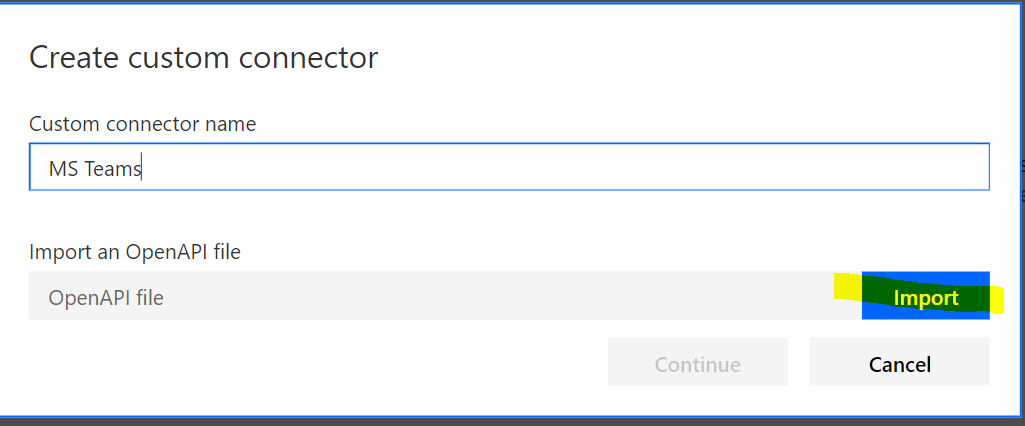 Create custom connector
Custom connector name
MS Teams
Import an OpenAPI file
OpenAPI file
Import
Continue
Cancel